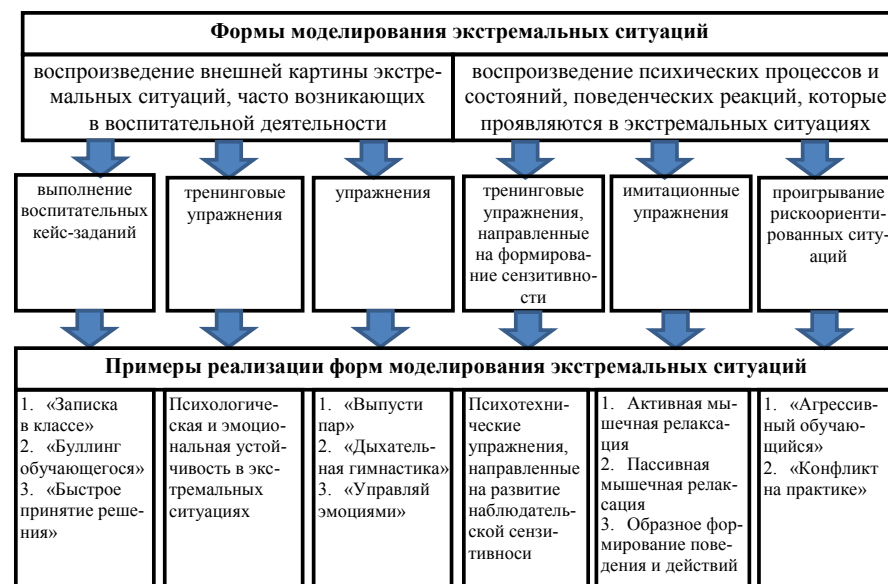 Формы моделирования экстремальных ситуаций
воспроизведение внешней картины экстре-
мальных ситуаций, часто возникающих
в воспитательной деятельности
воспроизведение психических процессов и
состояний, поведенческих реакций, которые
проявляются в экстремальных ситуациях
выполнение
воспитательных
кейс-заданий
тренинговые
упражнения
упражнения
тренинговые
упражнения,
направленные
на формирова-
ние сензитивно-
сти
имитационные
упражнения
проигрывание
рискоориенти-
рованных ситу-
аций
Примеры реализации форм моделирования экстремальных ситуаций
1. «Записка
в классе»
2. «Буллинг
обучающегося»
3. «Быстрое
принятие реше-
ния»
Психологиче-
ская и эмоцио-
нальная устой-
чивость в экс-
тремальных
ситуациях
1. «Выпусти
пар»
2. «Дыхатель-
ная гимнастика»
3. «Управляй
эмоциями»
Психотехни-
ческие
упражнения,
направленные
на развитие
наблюдатель-
ской сензи-
тивноси
1. Активная мы-
шечная релакса-
ция
2. Пассивная
мышечная релак-
сация
3. Образное фор-
мирование пове-
дения и действий
1. «Агрессив-
ный обучаю-
щийся»
2. «Конфликт
на практике»